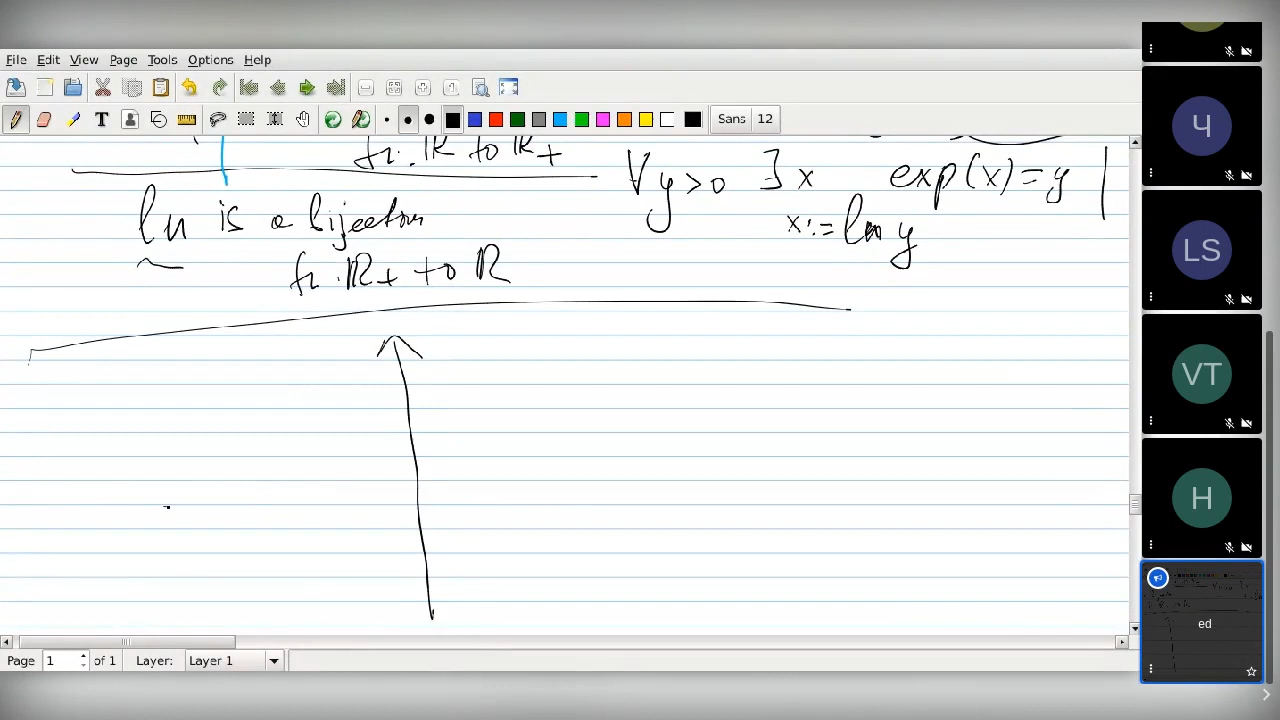 File Edit View Page Tools Options Help
Sans 12
fr. ℝ to ℝ+
∀ y > 0 ∃ x exp(x) = y
ln is a bijection
x := ln y
fr. ℝ+ to ℝ
Ч
LS
VT
H
ed
Page 1 of 1 Layer: Layer 1